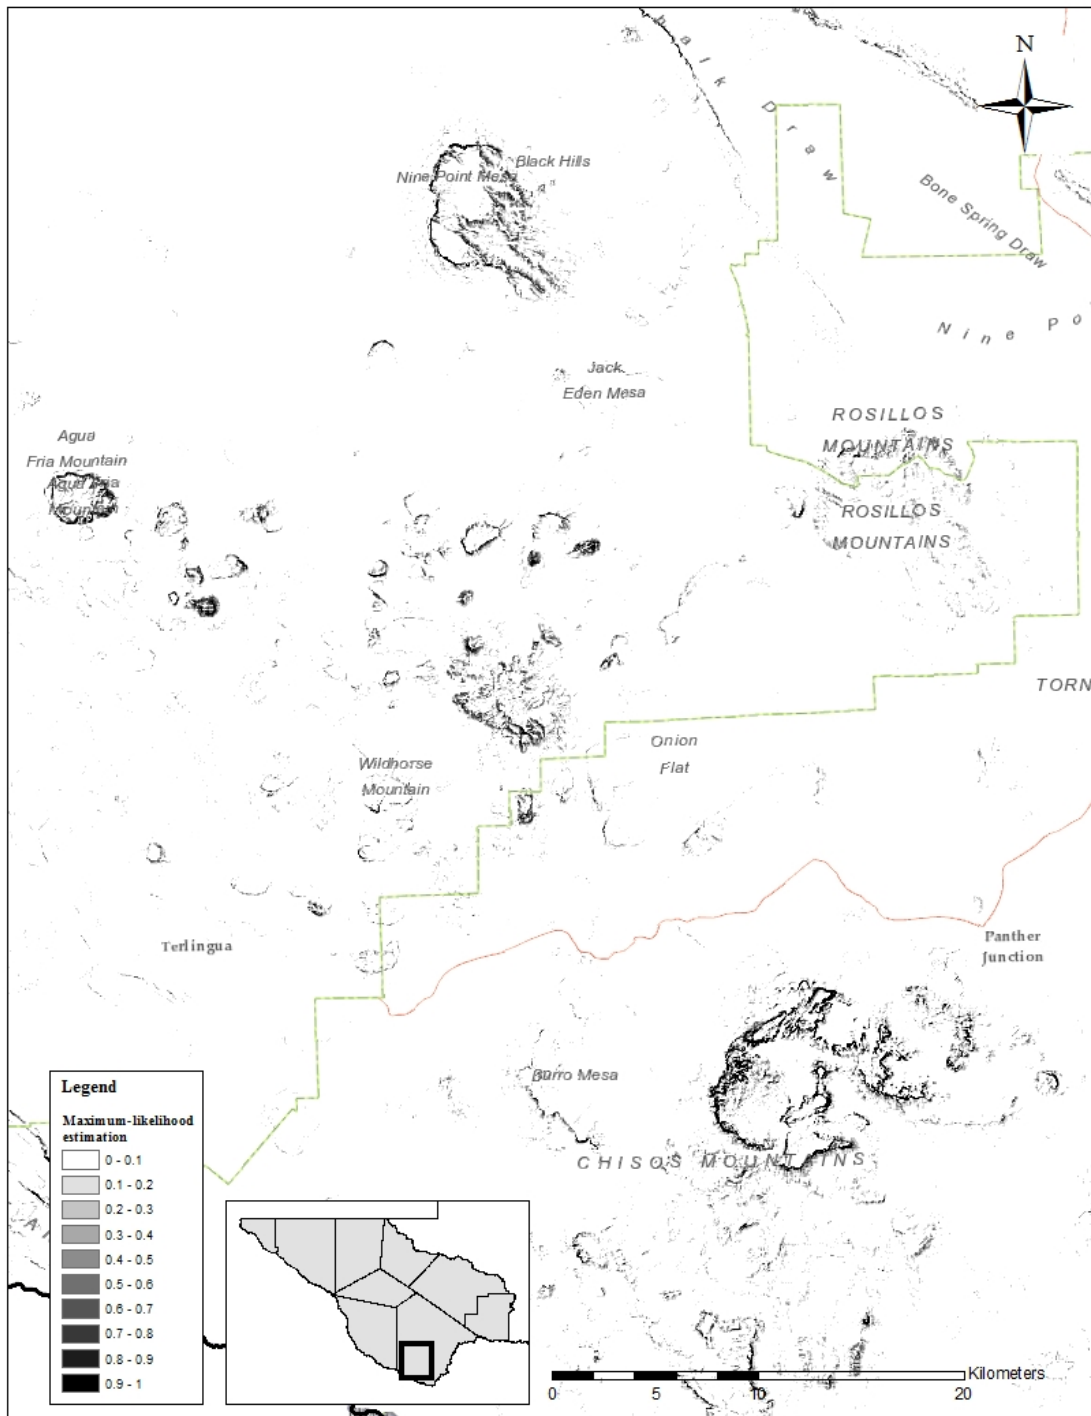 N
halk Draw
Black Hills
Nine Point Mesa
Bone Spring Draw
Nine Po
Jack
Eden Mesa
ROSILLOS
MOUNTAINS
Agua
Fria Mountain
Agua Fria
Mountain
ROSILLOS
MOUNTAINS
TORN
Onion
Flat
Wildhorse
Mountain
Terlingua
Panther
Junction
Burro Mesa
CHISOS MOUNTAINS
Legend
Maximum-likelihood
estimation
0 - 0.1
0.1 - 0.2
0.2 - 0.3
0.3 - 0.4
0.4 - 0.5
0.5 - 0.6
0.6 - 0.7
0.7 - 0.8
0.8 - 0.9
0.9 - 1
Kilometers
0 5 10 20